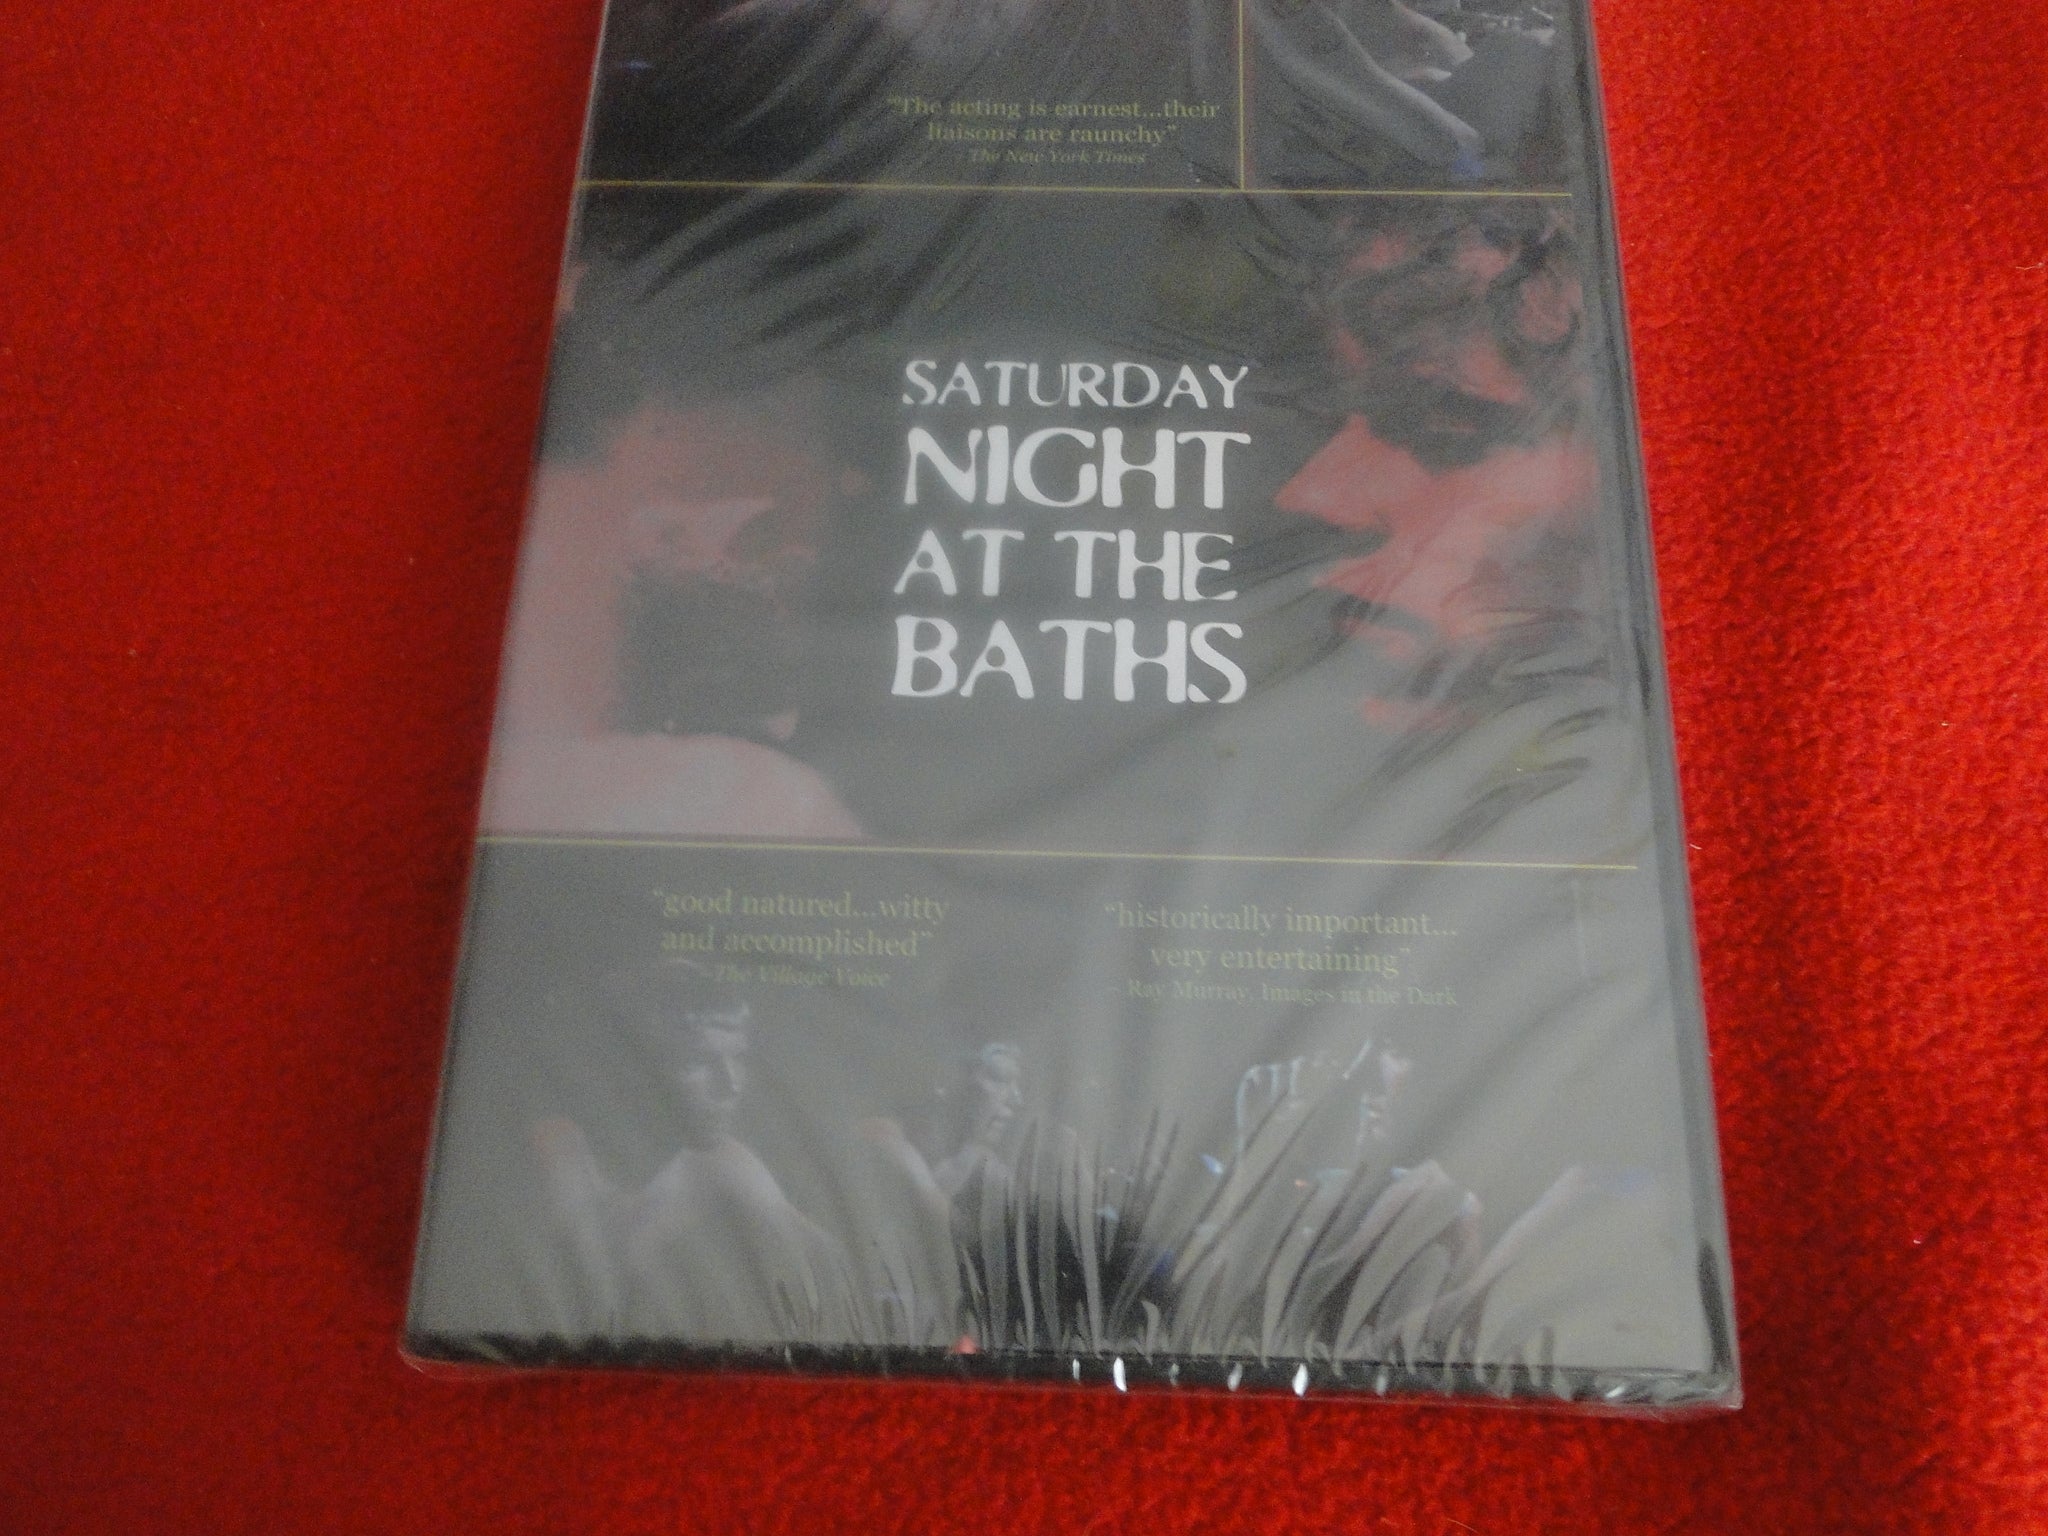 “The acting is earnest...their
liaisons are raunchy”
- The New York Times
SATURDAY
NIGHT
AT THE
BATHS
“good natured...witty
and accomplished”
- The Village Voice
“historically important...
very entertaining”
- Ray Murray, Images in the Dark